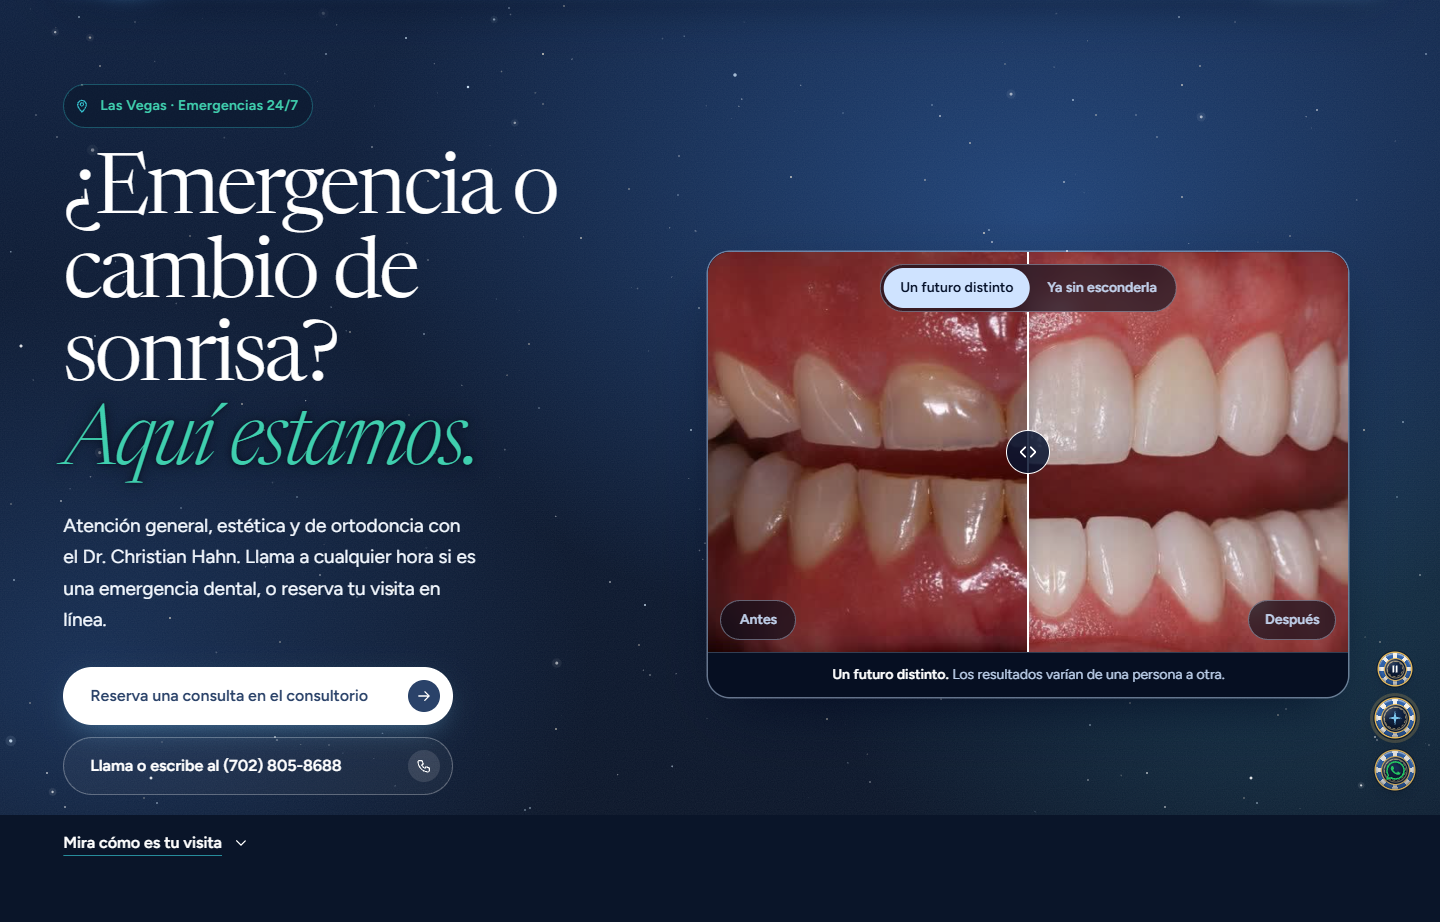 Las Vegas · Emergencias 24/7
¿Emergencia o
cambio de
sonrisa?
Aquí estamos.
Atención general, estética y de ortodoncia con
el Dr. Christian Hahn. Llama a cualquier hora si es
una emergencia dental, o reserva tu visita en
línea.
Reserva una consulta en el consultorio
Llama o escribe al (702) 805-8688
Mira cómo es tu visita
Un futuro distinto
Ya sin esconderla
Antes
Después
Un futuro distinto. Los resultados varían de una persona a otra.